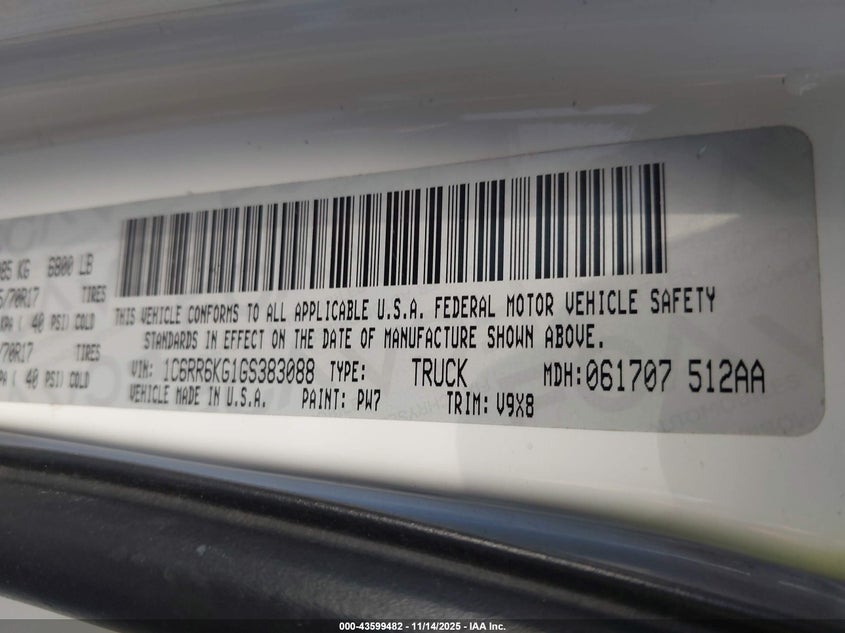 85 KG 6800 LB
/70R17 TIRES
KPA ( 40 PSI) COLD
/70R17 TIRES
PA ( 40 PSI) COLD
THIS VEHICLE CONFORMS TO ALL APPLICABLE U.S.A. FEDERAL MOTOR VEHICLE SAFETY
STANDARDS IN EFFECT ON THE DATE OF MANUFACTURE SHOWN ABOVE.
VIN: 1C6RR6KG1GS383088 TYPE: TRUCK MDH: 061707 512AA
VEHICLE MADE IN U.S.A. PAINT: PW7 TRIM: V9X8
000-43599482 - 11/14/2025 - IAA Inc.